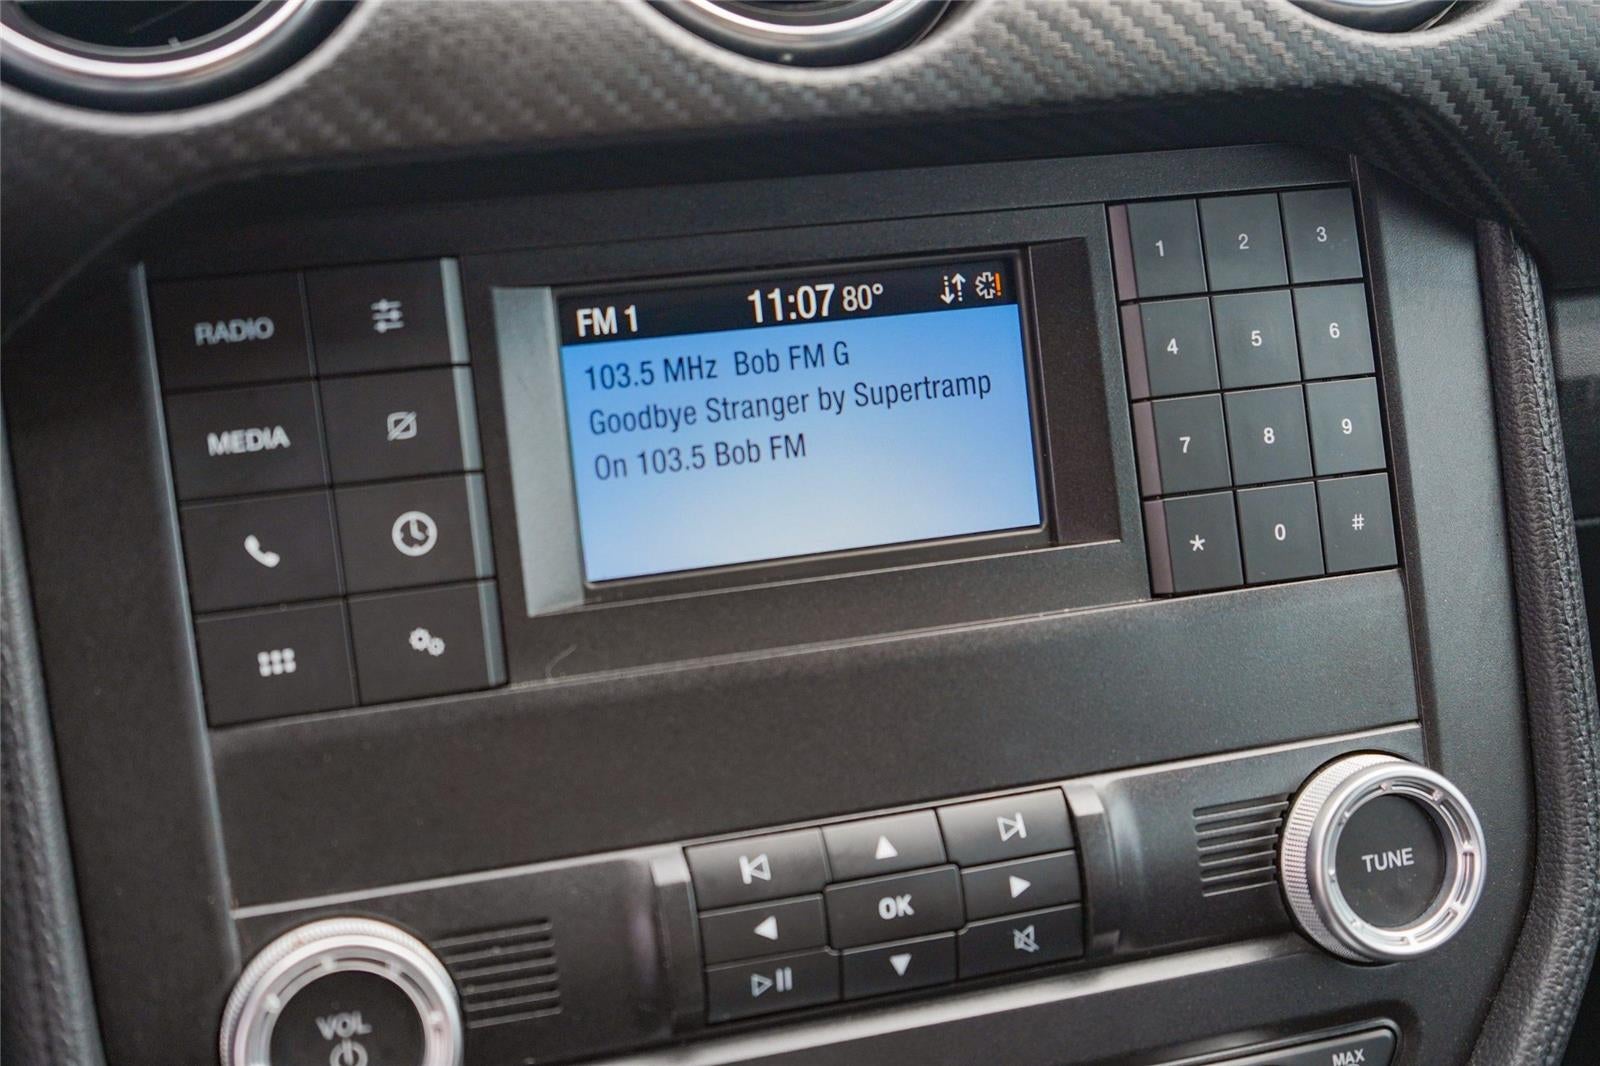 FM 1 11:07 80°
103.5 MHz Bob FM G
Goodbye Stranger by Supertramp
On 103.5 Bob FM
RADIO
MEDIA
1 2 3
4 5 6
7 8 9
* 0 #
OK
TUNE
VOL
MAX